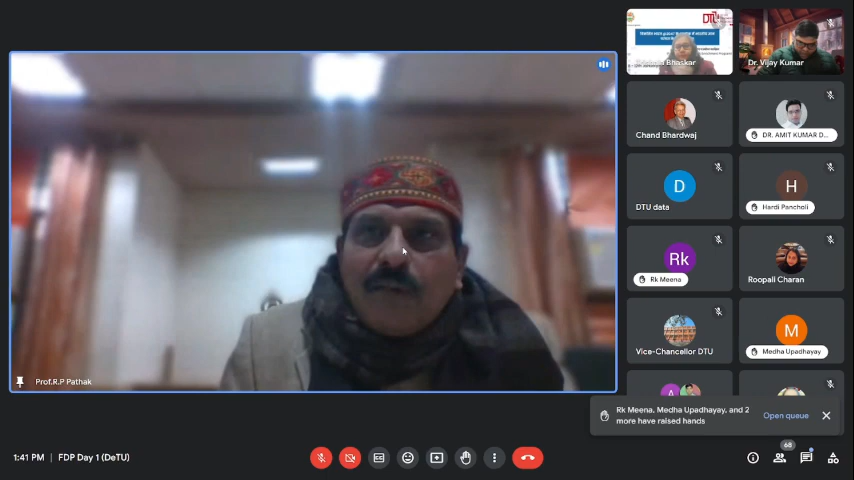 DTU
Bhaskar
Dr. Vijay Kumar
Chand Bhardwaj
DR. AMIT KUMAR D...
D
DTU data
H
Hardi Pancholi
Rk
Rk Meena
Roopali Charan
Vice-Chancellor DTU
M
Medha Upadhayay
A
Prof.R.P Pathak
Rk Meena, Medha Upadhayay, and 2
more have raised hands
Open queue
1:41 PM | FDP Day 1 (DeTU)
68